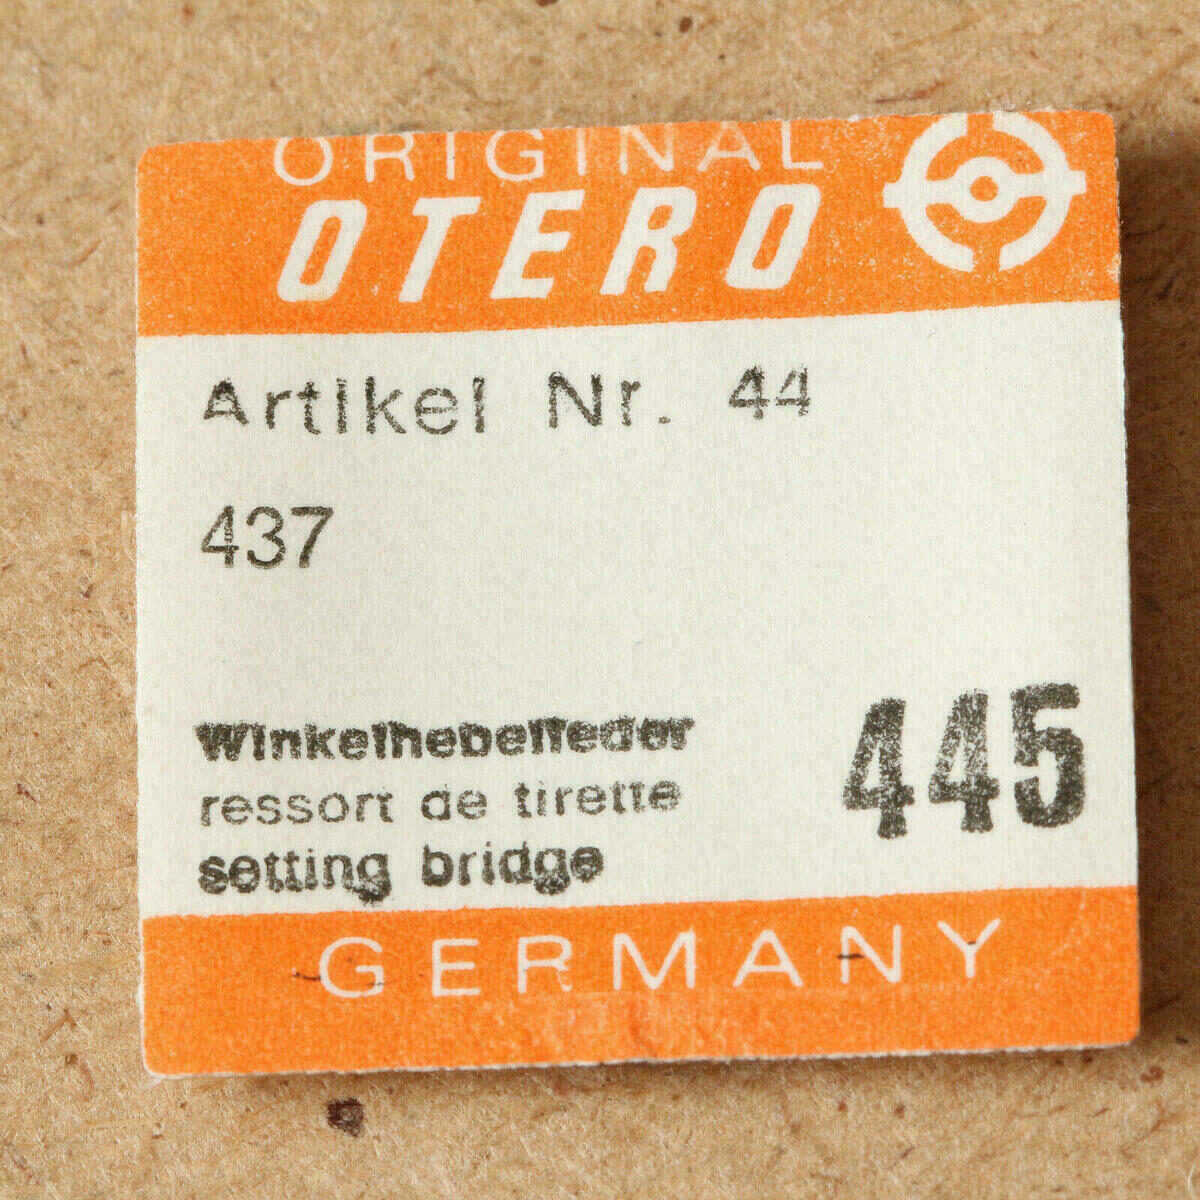 ORIGINAL
OTERO
Artikel Nr. 44
437
Winkelhebelfeder
ressort de tirette
setting bridge
445
GERMANY